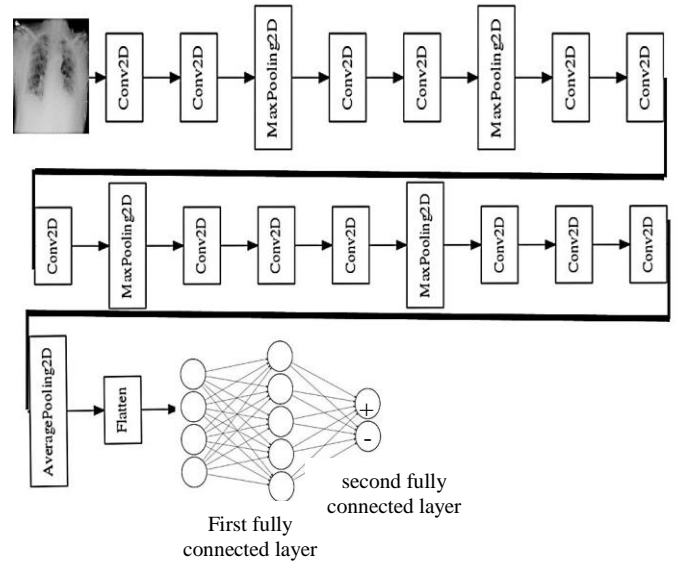 Conv2D
Conv2D
MaxPooling2D
Conv2D
Conv2D
MaxPooling2D
Conv2D
Conv2D
Conv2D
MaxPooling2D
Conv2D
Conv2D
Conv2D
MaxPooling2D
Conv2D
Conv2D
Conv2D
AveragePooling2D
Flatten
+
-
second fully
connected layer
First fully
connected layer